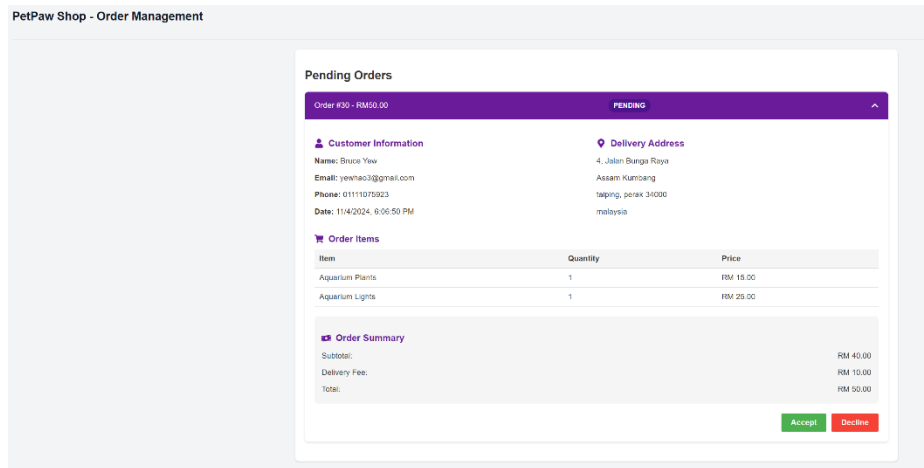 PetPaw Shop - Order Management
Pending Orders
Order #30 - RM50.00 PENDING
Customer Information
Name: Bruce Yew
Email: yewhao3@gmail.com
Phone: 01111075923
Date: 11/4/2024, 6:06:50 PM
Delivery Address
4, Jalan Bunga Raya
Assam Kumbang
taiping, perak 34000
malaysia
Order Items
Item Quantity Price
Aquarium Plants 1 RM 15.00
Aquarium Lights 1 RM 25.00
Order Summary
Subtotal: RM 40.00
Delivery Fee: RM 10.00
Total: RM 50.00
Accept Decline